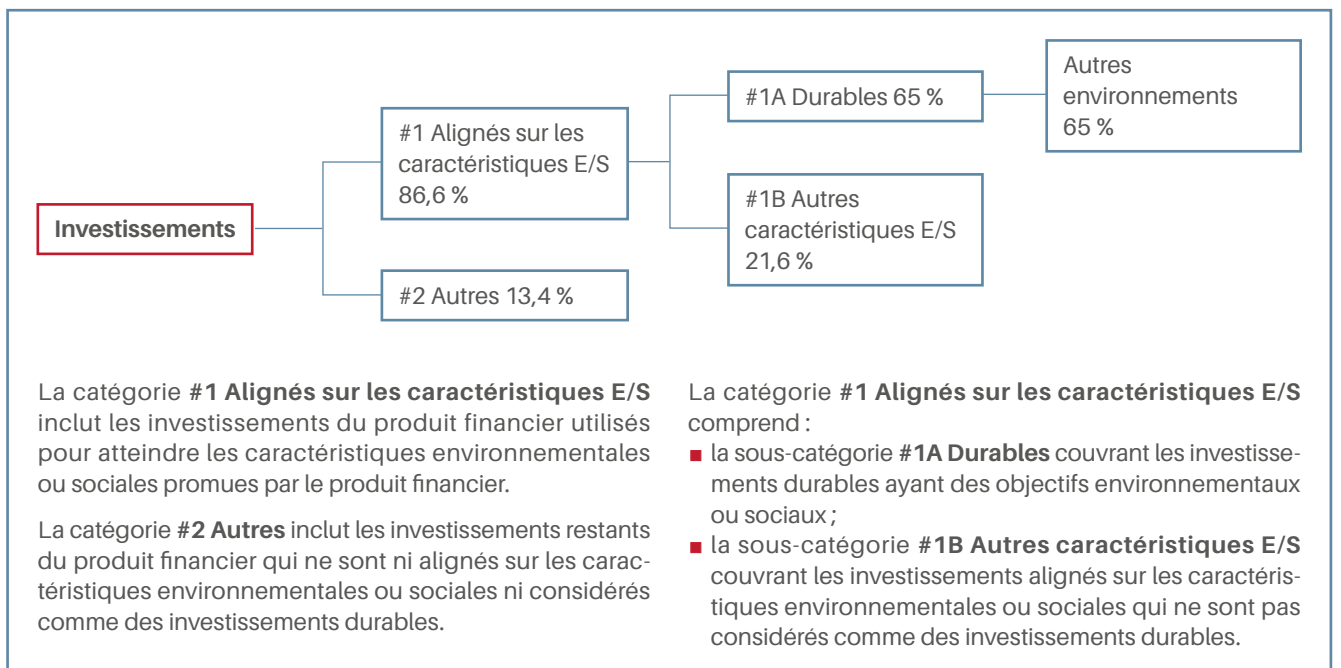 Investissements
#1 Alignés sur les
caractéristiques E/S
86,6 %
#2 Autres 13,4 %
#1A Durables 65 %
#1B Autres
caractéristiques E/S
21,6 %
Autres
environnements
65 %
La catégorie #1 Alignés sur les caractéristiques E/S
inclut les investissements du produit financier utilisés
pour atteindre les caractéristiques environnementales
ou sociales promues par le produit financier.
La catégorie #2 Autres inclut les investissements restants
du produit financier qui ne sont ni alignés sur les carac-
téristiques environnementales ou sociales ni considérés
comme des investissements durables.
La catégorie #1 Alignés sur les caractéristiques E/S
comprend :
■ la sous-catégorie #1A Durables couvrant les investisse-
ments durables ayant des objectifs environnementaux
ou sociaux ;
■ la sous-catégorie #1B Autres caractéristiques E/S
couvrant les investissements alignés sur les caractéris-
tiques environnementales ou sociales qui ne sont pas
considérés comme des investissements durables.